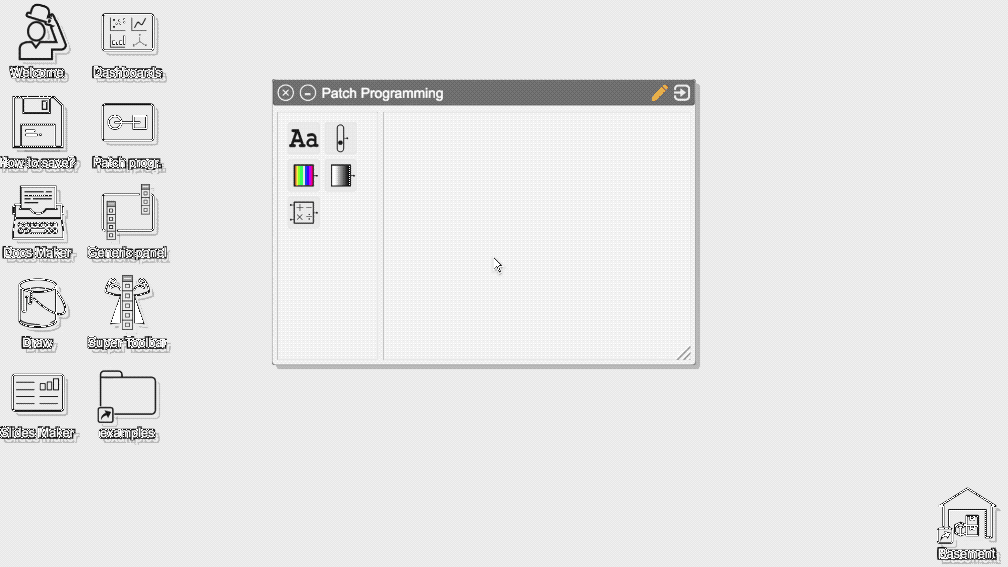 Welcome
Dashboards
How to save?
Patch progr.
Docs Maker
Generic panel
Draw
Super Toolbar
Slides Maker
examples
Patch Programming
Aa
Basement